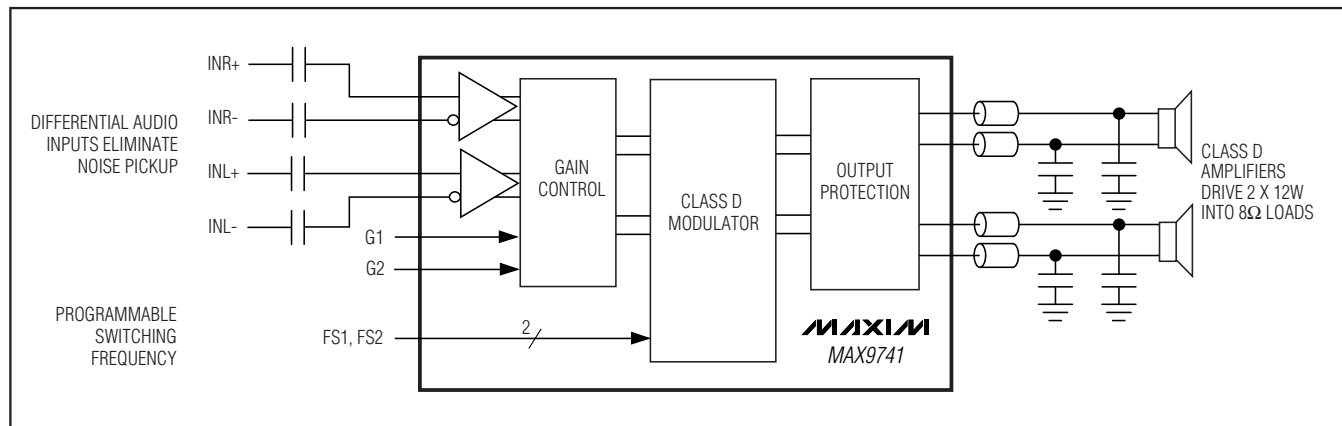 INR+
INR-
INL+
INL-
DIFFERENTIAL AUDIO
INPUTS ELIMINATE
NOISE PICKUP
G1
G2
PROGRAMMABLE
SWITCHING
FREQUENCY
FS1, FS2
2
GAIN
CONTROL
CLASS D
MODULATOR
OUTPUT
PROTECTION
MAXIM
MAX9741
CLASS D
AMPLIFIERS
DRIVE 2 X 12W
INTO 8Ω LOADS